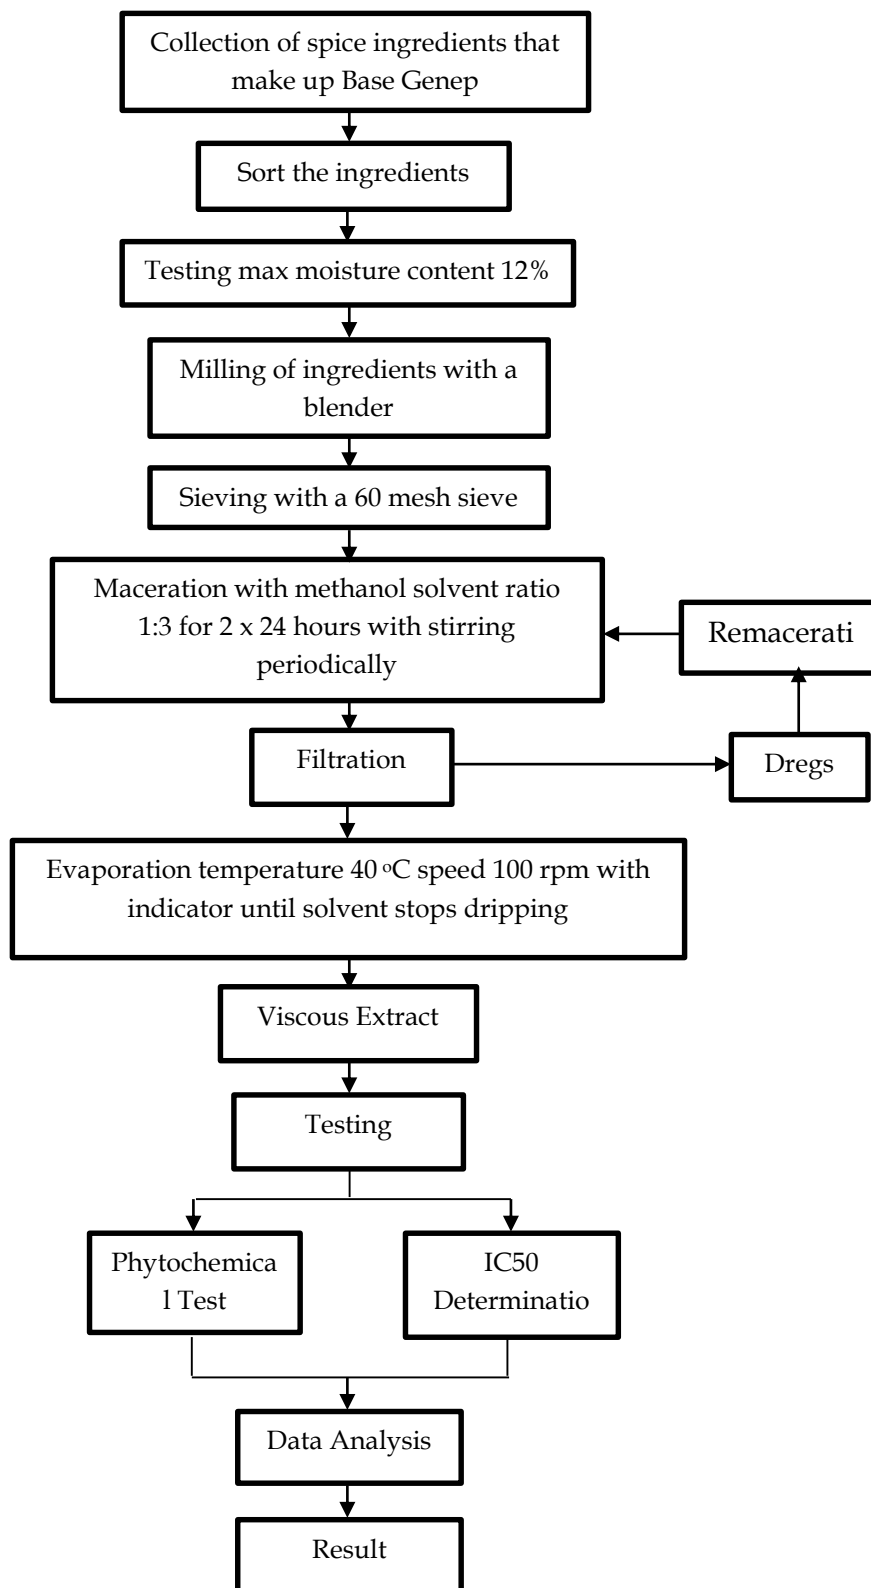 Collection of spice ingredients that
make up Base Genep
Sort the ingredients
Testing max moisture content 12%
Milling of ingredients with a
blender
Sieving with a 60 mesh sieve
Maceration with methanol solvent ratio
1:3 for 2 x 24 hours with stirring
periodically
Remacerati
Filtration
Dregs
Evaporation temperature 40 °C speed 100 rpm with
indicator until solvent stops dripping
Viscous Extract
Testing
Phytochemica
l Test
IC50
Determinatio
Data Analysis
Result